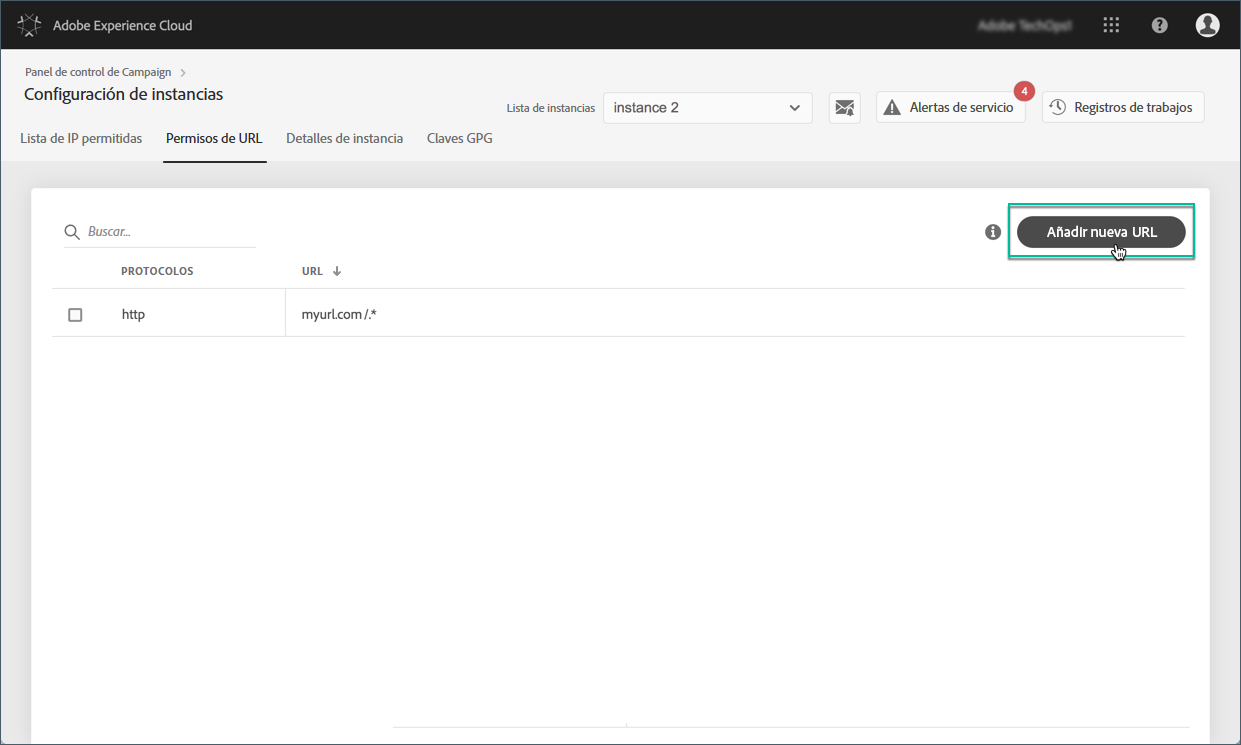 Adobe Experience Cloud
Adobe TechOps1
Panel de control de Campaign
Configuración de instancias
Lista de instancias
instance 2
4
Alertas de servicio
Registros de trabajos
Lista de IP permitidas
Permisos de URL
Detalles de instancia
Claves GPG
Buscar...
Añadir nueva URL
PROTOCOLOS
URL
http
myurl.com/.*